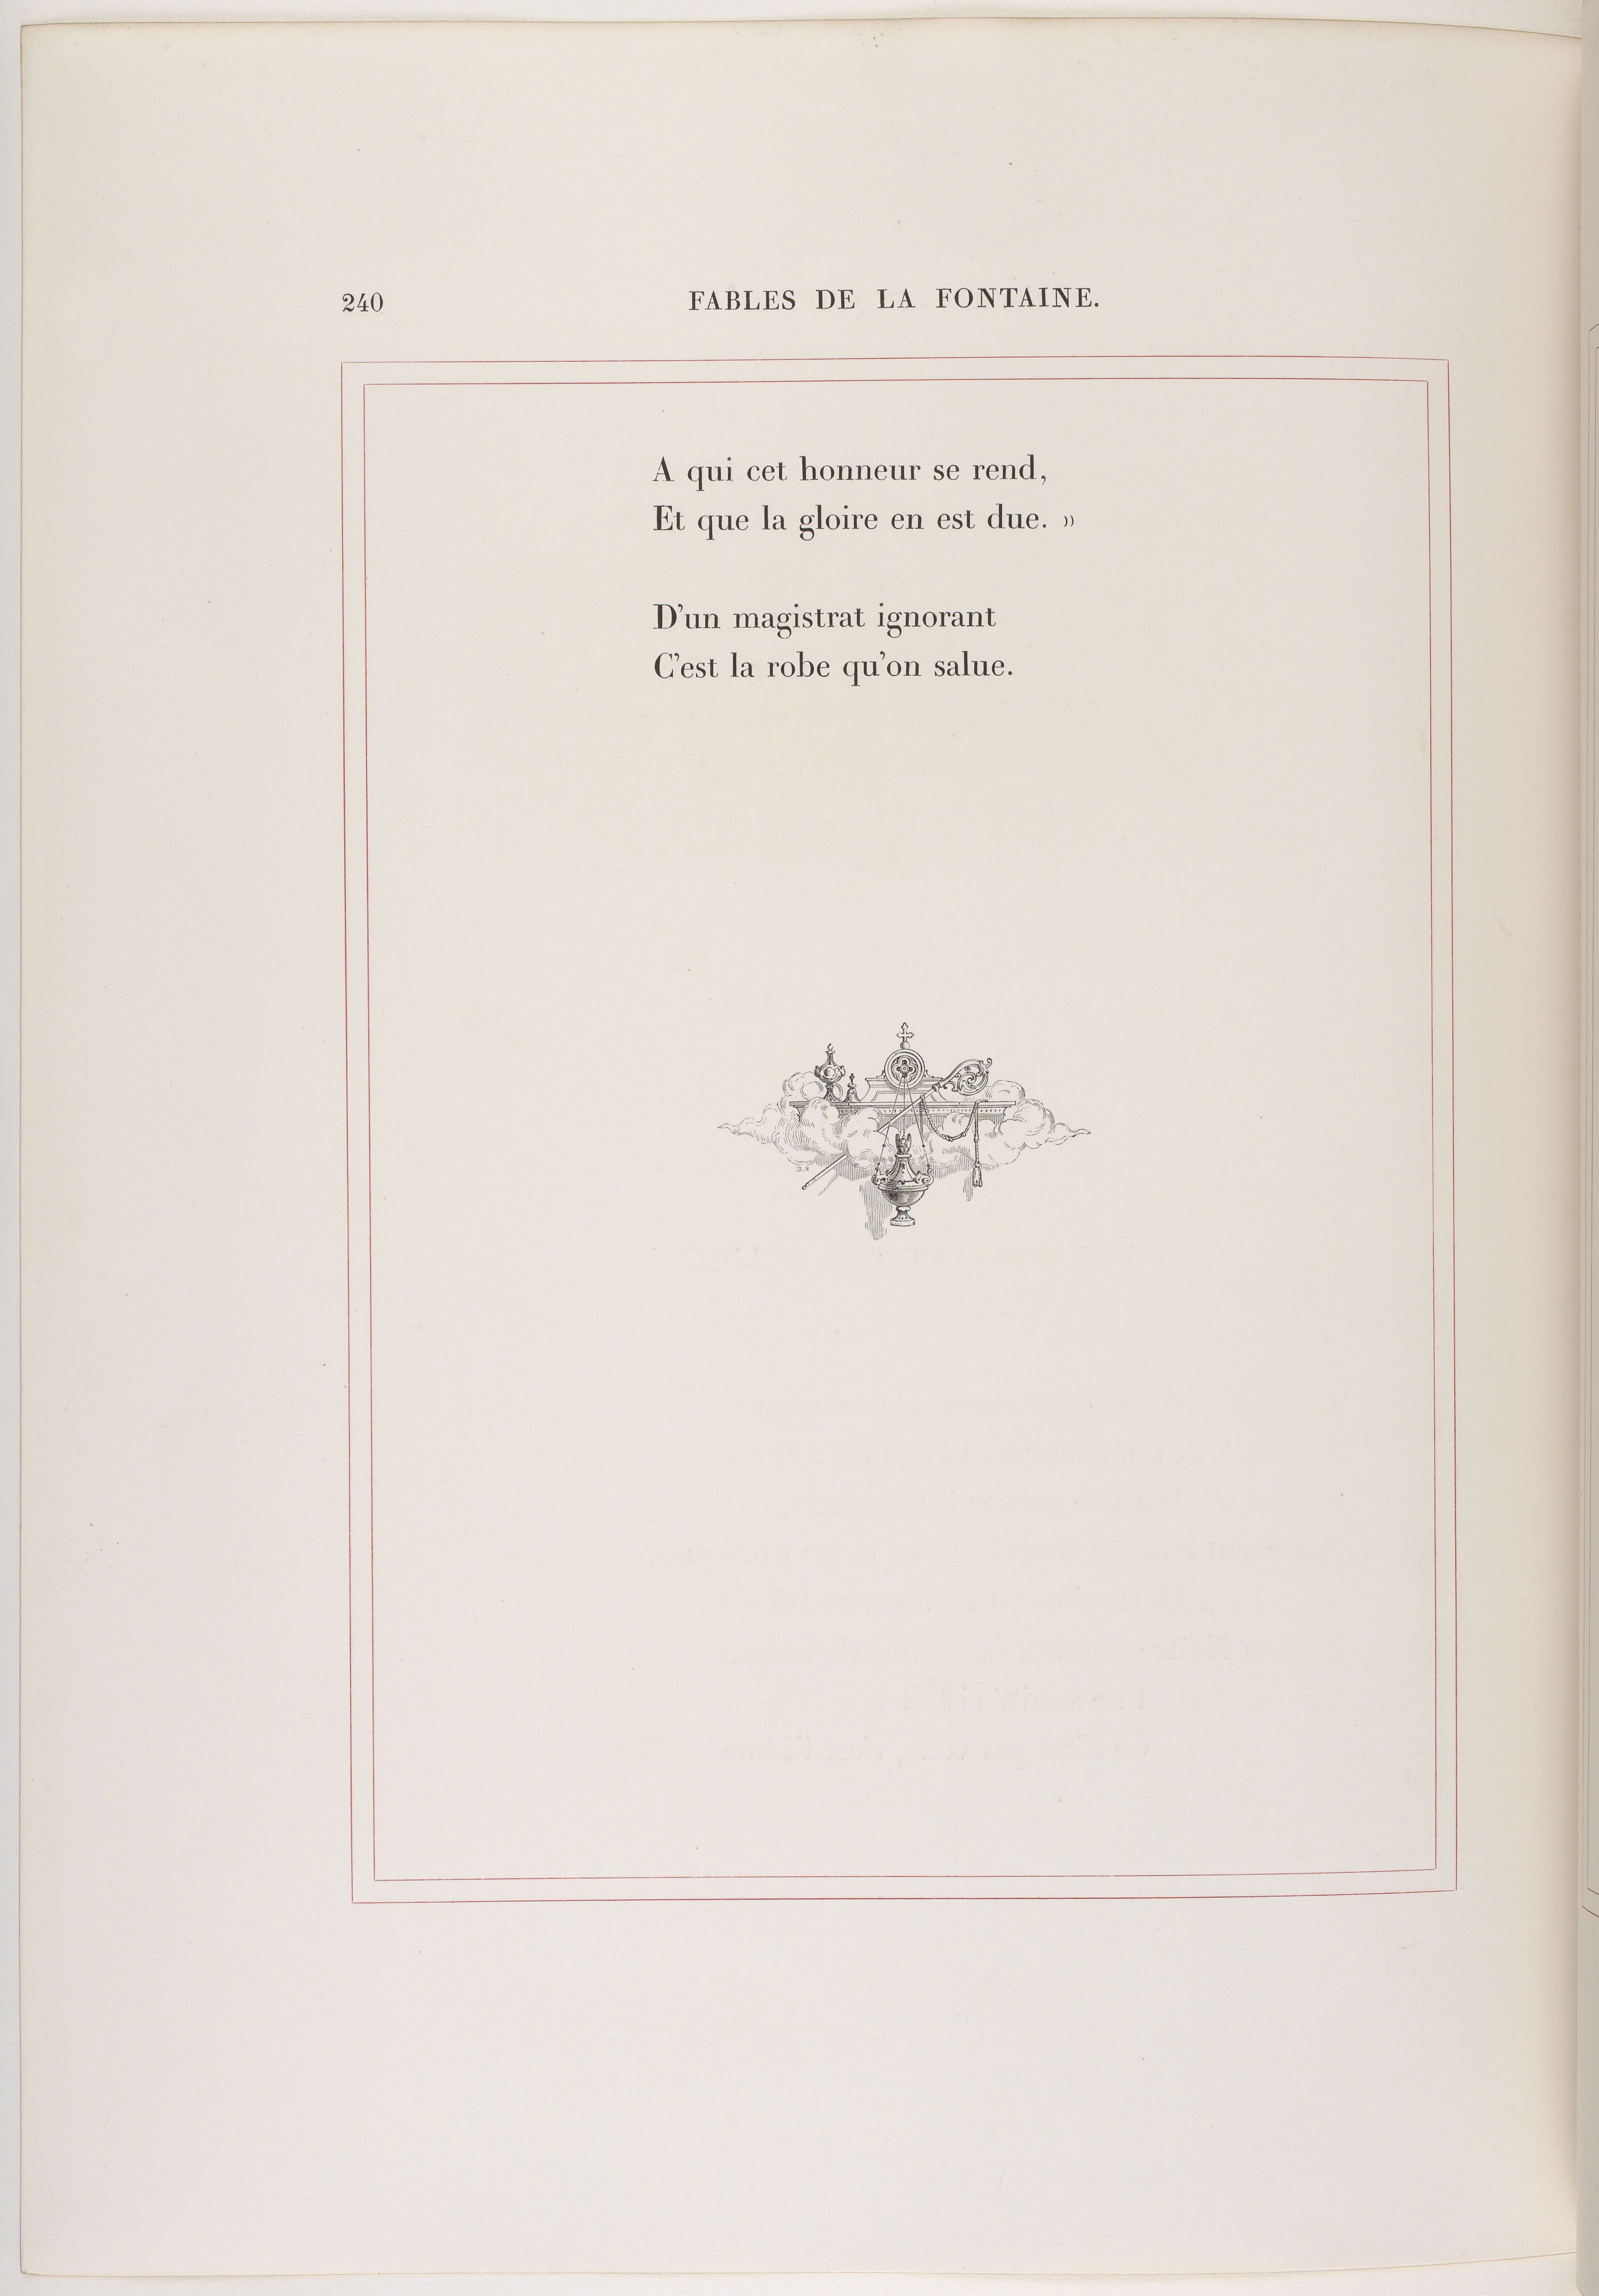 240
FABLES DE LA FONTAINE.
A qui cet honneur se rend,
Et que la gloire en est due. »
D'un magistrat ignorant
C'est la robe qu'on salue.